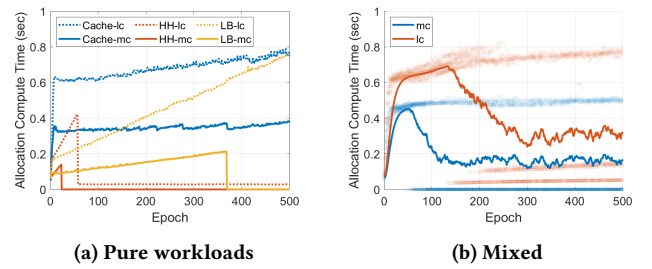 Cache-lc HH-lc LB-lc
Cache-mc HH-mc LB-mc
Allocation Compute Time (sec)
1
0.8
0.6
0.4
0.2
0
0 100 200 300 400 500
Epoch
(a) Pure workloads
mc
lc
Allocation Compute Time (sec)
1
0.8
0.6
0.4
0.2
0
0 100 200 300 400 500
Epoch
(b) Mixed